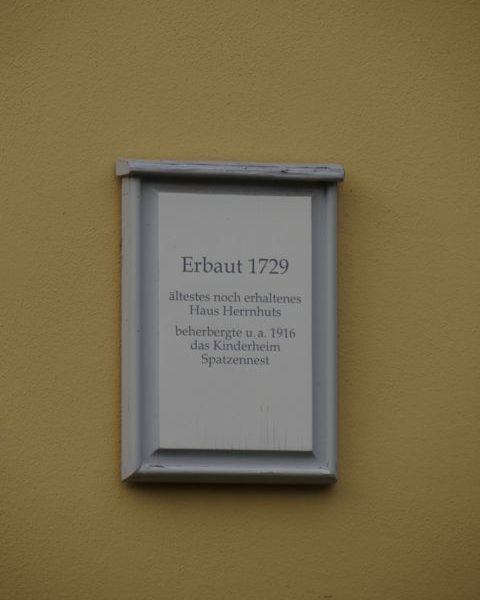 Erbaut 1729
ältestes noch erhaltenes
Haus Herrnhuts
beherbergte u. a. 1916
das Kinderheim
Spatzennest